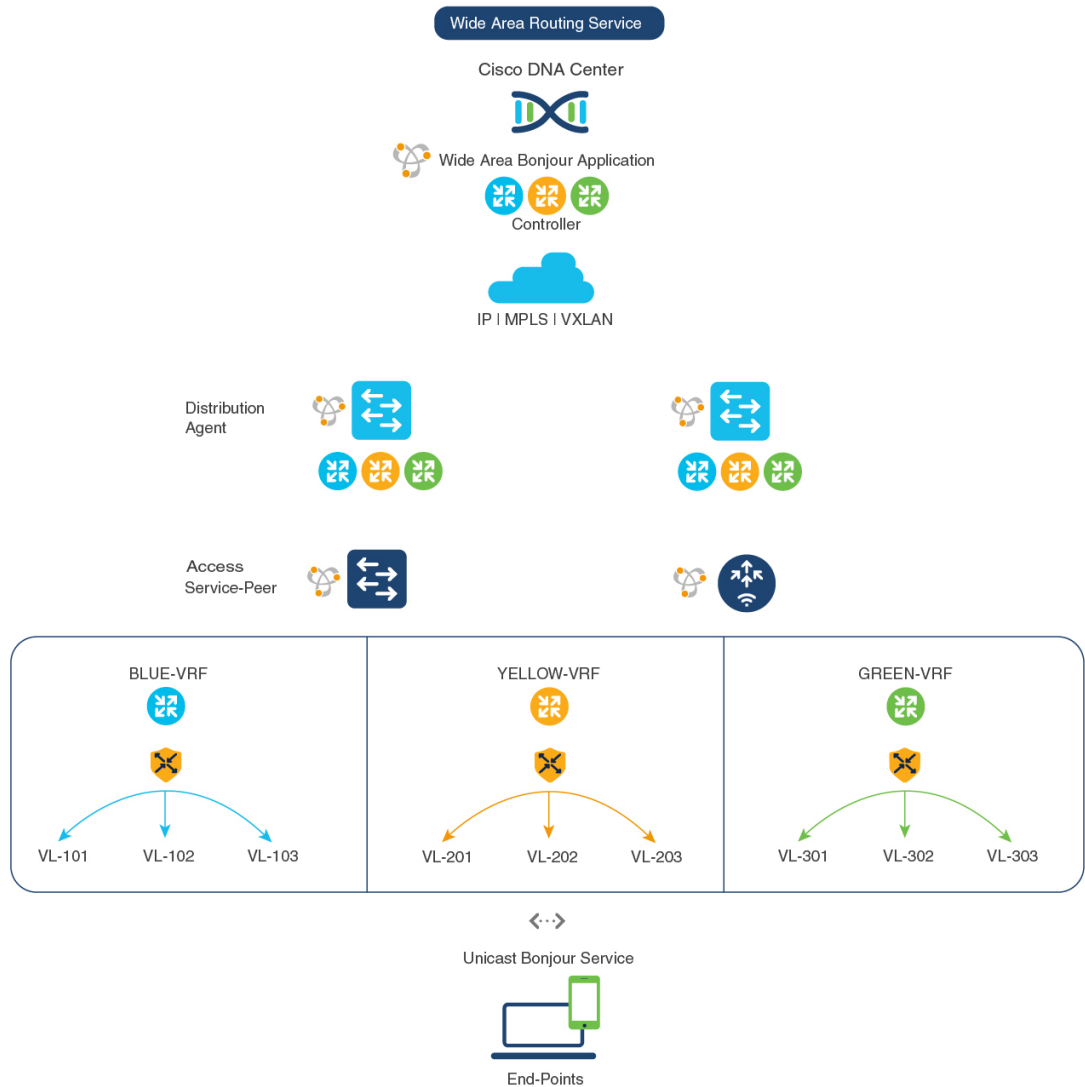 Wide Area Routing Service
Cisco DNA Center
Wide Area Bonjour Application
Controller
IP | MPLS | VXLAN
Distribution
Agent
Access
Service-Peer
BLUE-VRF
YELLOW-VRF
GREEN-VRF
VL-101
VL-102
VL-103
VL-201
VL-202
VL-203
VL-301
VL-302
VL-303
Unicast Bonjour Service
End-Points